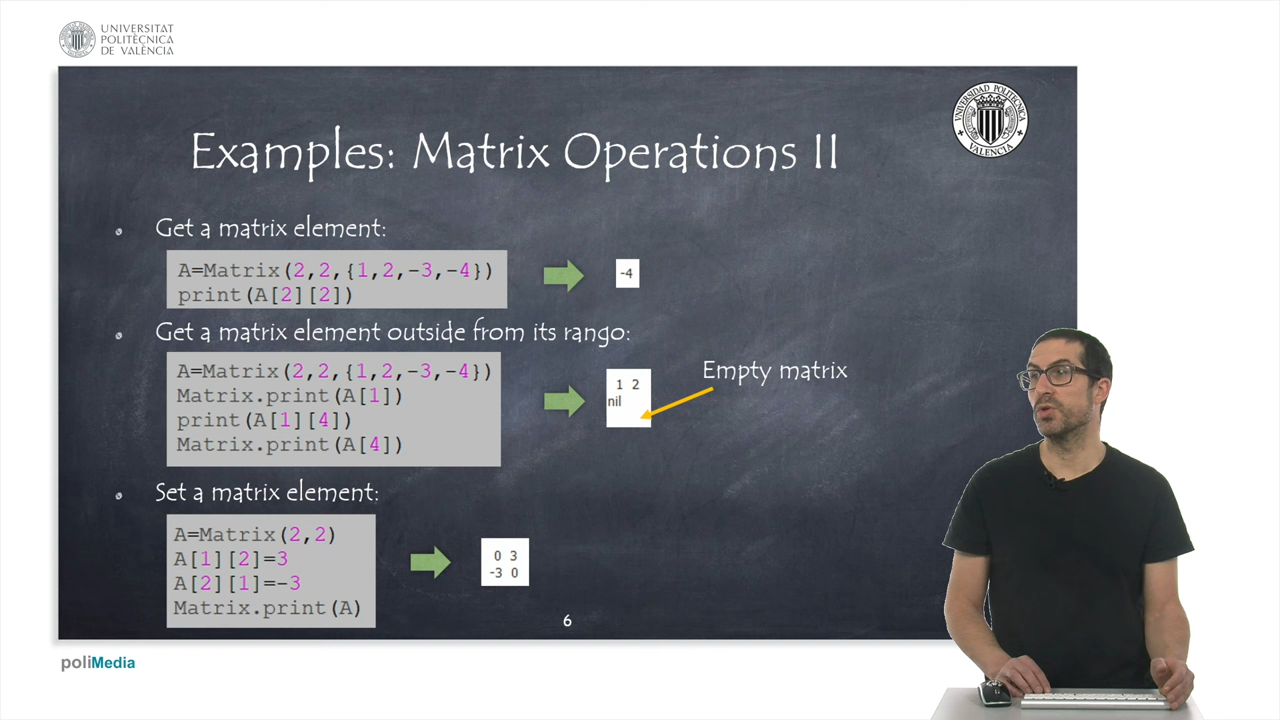 UNIVERSITAT
POLITÈCNICA
DE VALÈNCIA
UNIVERSIDAD POLITECNICA
VALENCIA
Examples: Matrix Operations II
Get a matrix element:
A=Matrix(2,2,{1,2,-3,-4})
print(A[2][2])
-4
Get a matrix element outside from its rango:
A=Matrix(2,2,{1,2,-3,-4})
Matrix.print(A[1])
print(A[1][4])
Matrix.print(A[4])
1 2
nil
Empty matrix
Set a matrix element:
A=Matrix(2,2)
A[1][2]=3
A[2][1]=-3
Matrix.print(A)
0 3
-3 0
6
poliMedia